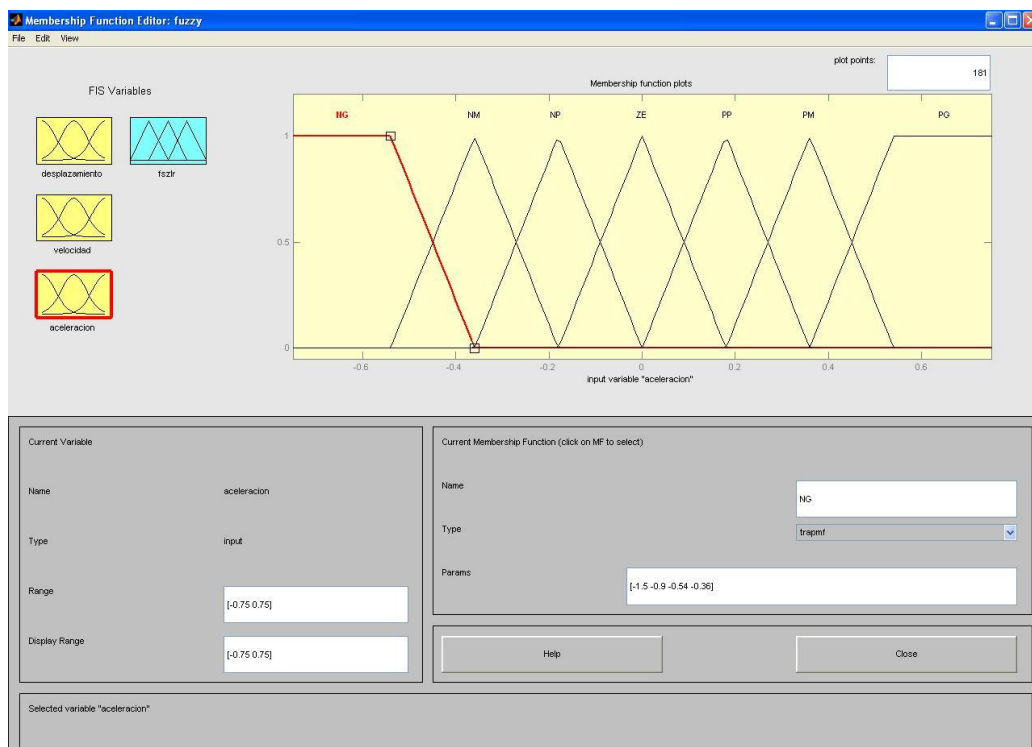 Membership Function Editor: fuzzy
File Edit View
plot points:
181
FIS Variables
desplazamiento
fszlr
velocidad
aceleracion
Membership function plots
NG NM NP ZE PP PM PG
1
0.5
0
-0.6 -0.4 -0.2 0 0.2 0.4 0.6
input variable "aceleracion"
Current Variable
Name aceleracion
Type input
Range [-0.75 0.75]
Display Range [-0.75 0.75]
Current Membership Function (click on MF to select)
Name NG
Type trapmf
Params [-1.5 -0.9 -0.54 -0.36]
Help Close
Selected variable "aceleracion"